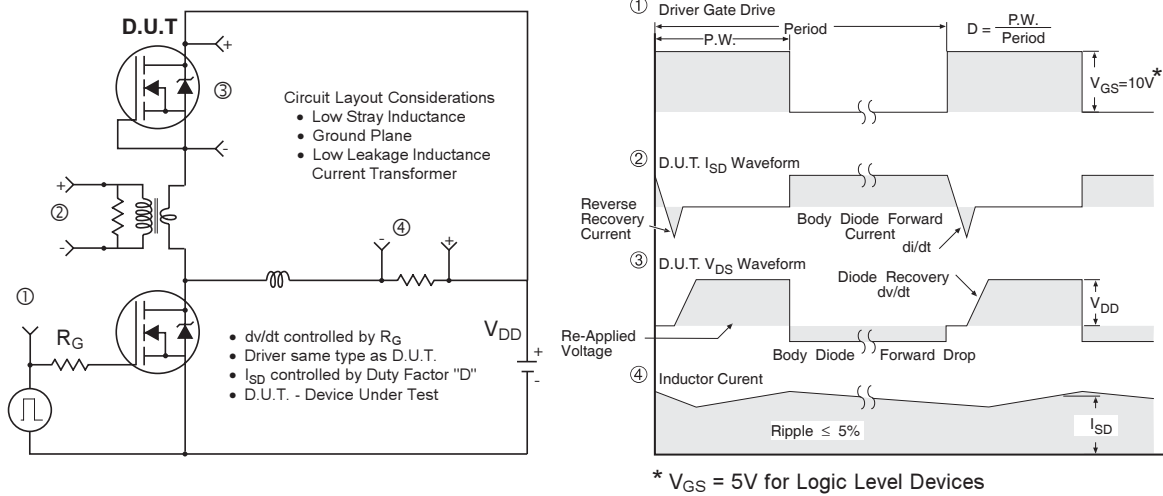 D.U.T
+
③
-
Circuit Layout Considerations
• Low Stray Inductance
• Ground Plane
• Low Leakage Inductance
Current Transformer
+
②
-
④
- +
①
R_G
V_DD
+
-
• dv/dt controlled by R_G
• Driver same type as D.U.T.
• I_SD controlled by Duty Factor "D"
• D.U.T. - Device Under Test
① Driver Gate Drive
Period
P.W.
D = P.W. / Period
V_GS=10V *
② D.U.T. I_SD Waveform
Reverse
Recovery
Current
Body Diode Forward
Current
di/dt
③ D.U.T. V_DS Waveform
Diode Recovery
dv/dt
V_DD
Re-Applied
Voltage
Body Diode Forward Drop
④ Inductor Curent
Ripple ≤ 5%
I_SD
* V_GS = 5V for Logic Level Devices